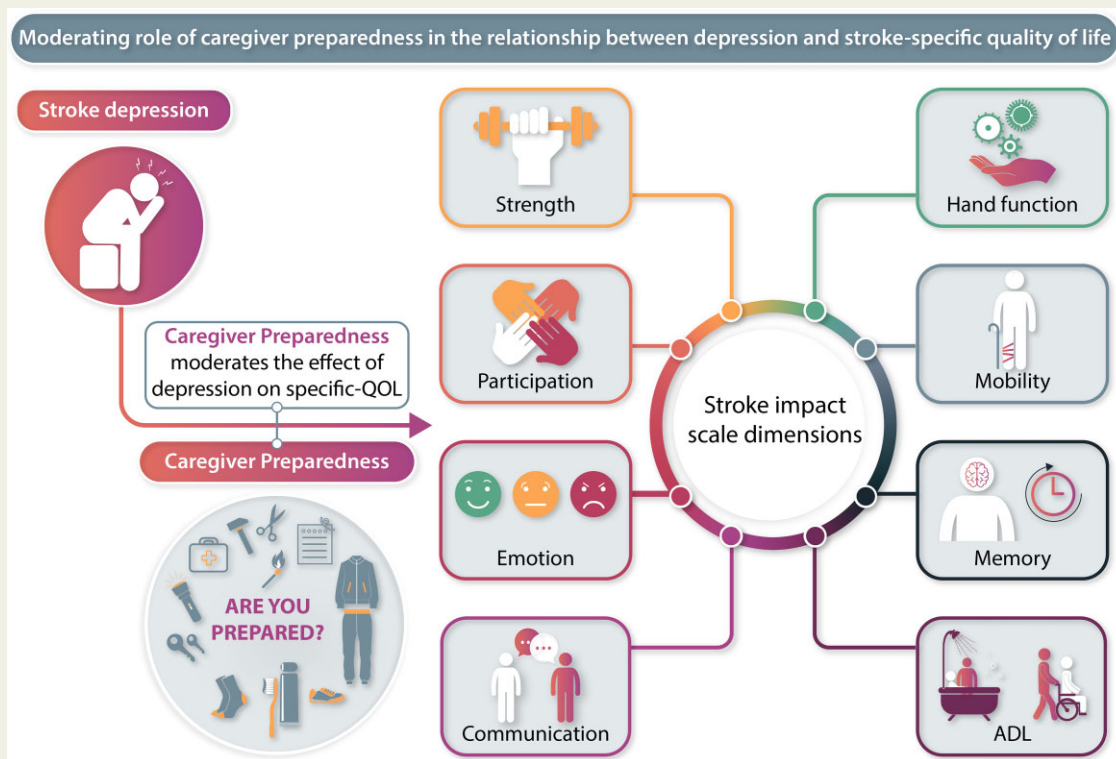 Moderating role of caregiver preparedness in the relationship between depression and stroke-specific quality of life
Stroke depression
Caregiver Preparedness
moderates the effect of
depression on specific-QOL
Caregiver Preparedness
ARE YOU
PREPARED?
Strength
Participation
Emotion
Communication
Stroke impact
scale dimensions
Hand function
Mobility
Memory
ADL